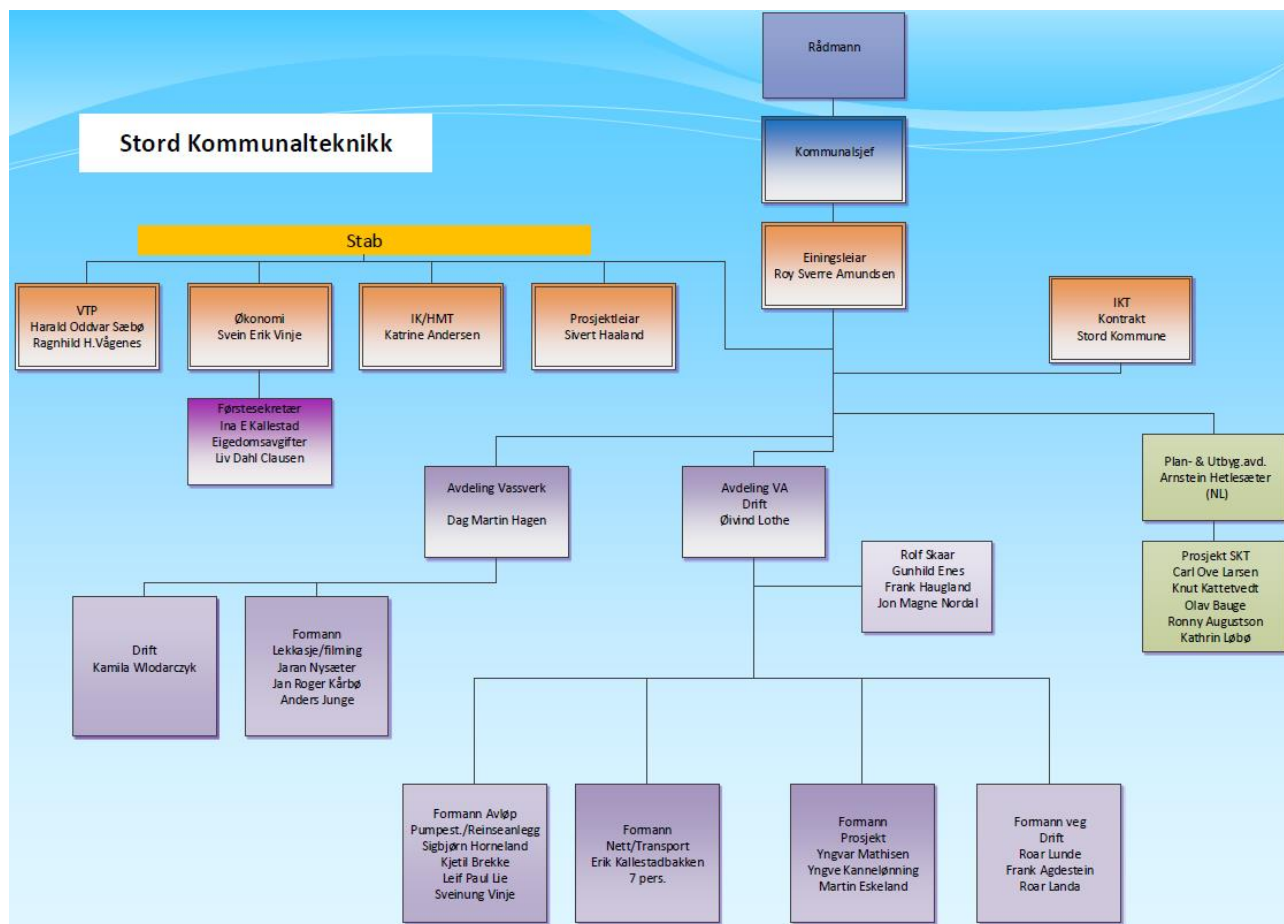 Rådmann
Stord Kommunalteknikk
Kommunalsjef
Einingsleiar
Roy Sverre Amundsen
Stab
VTP
Harald Oddvar Sæbø
Ragnhild H.Vågenes
Økonomi
Svein Erik Vinje
IK/HMT
Katrine Andersen
Prosjektleiar
Sivert Haaland
IKT
Kontrakt
Stord Kommune
Førstesekretær
Ina E Kallestad
Eigedomsavgifter
Liv Dahl Clausen
Avdeling Vassverk
Dag Martin Hagen
Avdeling VA
Drift
Øivind Lothe
Plan- & Utbyg.avd.
Arnstein Hetlesæter
(NL)
Rolf Skaar
Gunhild Enes
Frank Haugland
Jon Magne Nordal
Prosjekt SKT
Carl Ove Larsen
Knut Kattetvedt
Olav Bauge
Ronny Augustson
Kathrin Løbø
Drift
Kamila Wlodarczyk
Formann
Lekkasje/filming
Jaran Nysæter
Jan Roger Kårbø
Anders Junge
Formann Avløp
Pumpest./Reinseanlegg
Sigbjørn Horneland
Kjetil Brekke
Leif Paul Lie
Sveinung Vinje
Formann
Nett/Transport
Erik Kallestadbakken
7 pers.
Formann
Prosjekt
Yngvar Mathisen
Yngve Kannelønning
Martin Eskeland
Formann veg
Drift
Roar Lunde
Frank Agdestein
Roar Landa